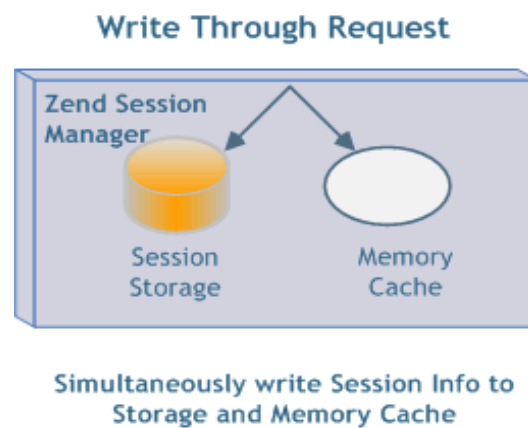 Write Through Request
Zend Session
Manager
Session
Storage
Memory
Cache
Simultaneously write Session Info to
Storage and Memory Cache